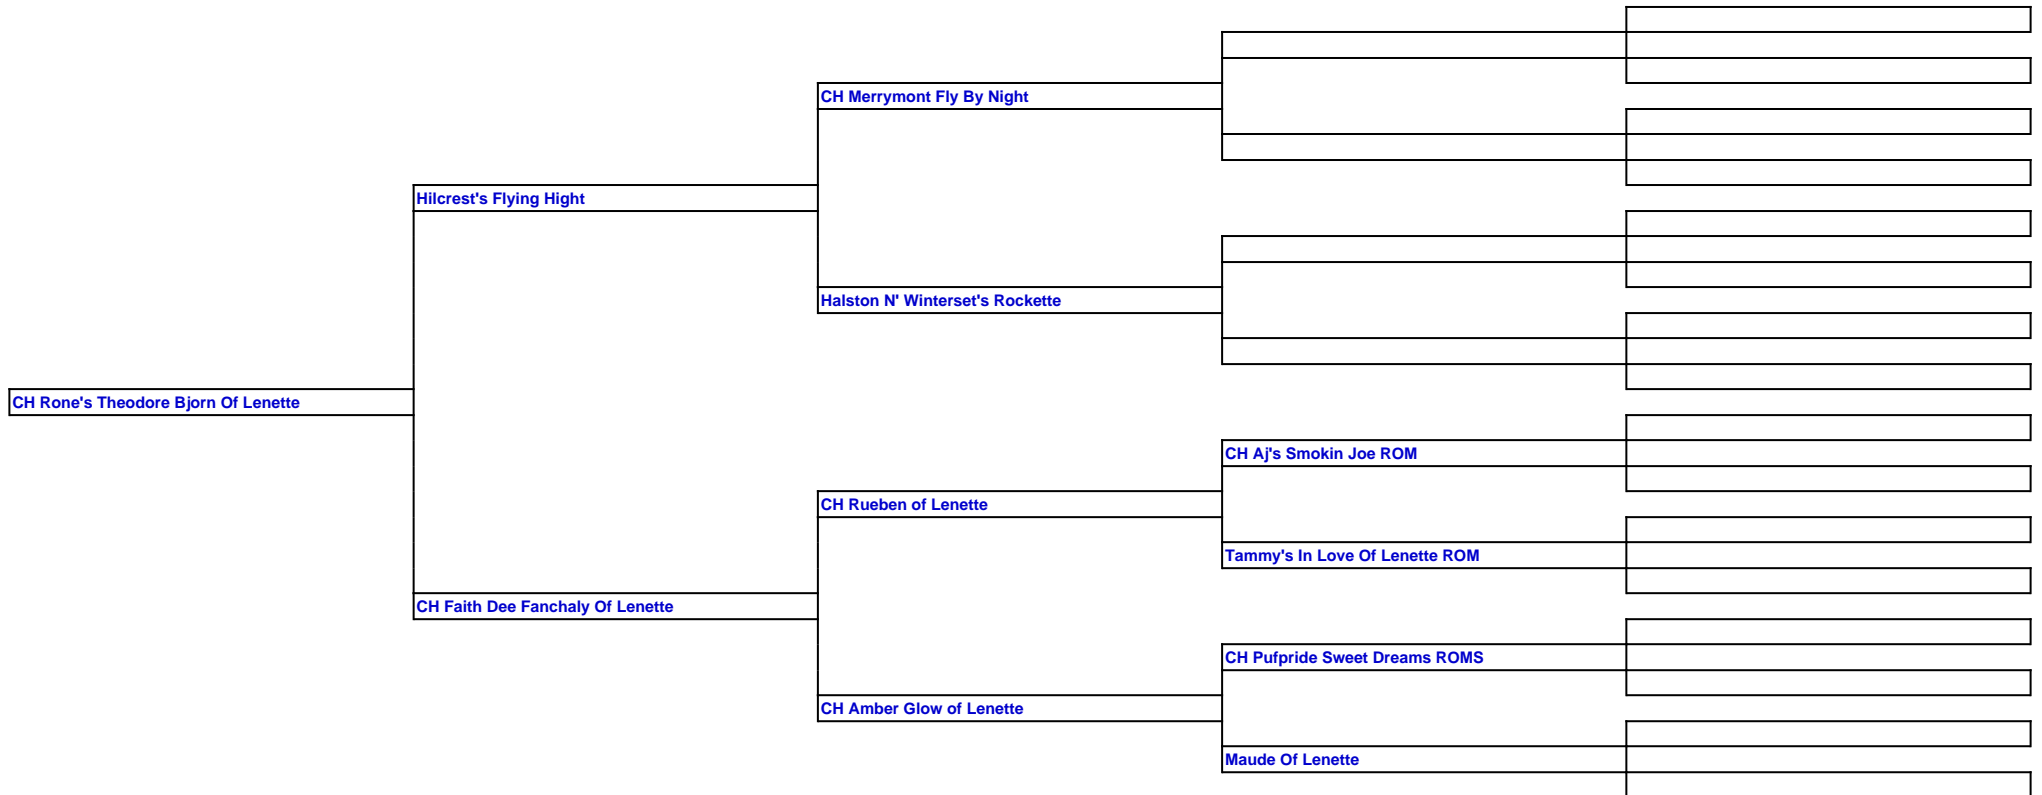 CH Merrymont Fly By Night
Hilcrest's Flying Hight
Halston N' Winterset's Rockette
CH Rone's Theodore Bjorn Of Lenette
CH Aj's Smokin Joe ROM
CH Rueben of Lenette
Tammy's In Love Of Lenette ROM
CH Faith Dee Fanchaly Of Lenette
CH Pufpride Sweet Dreams ROMS
CH Amber Glow of Lenette
Maude Of Lenette